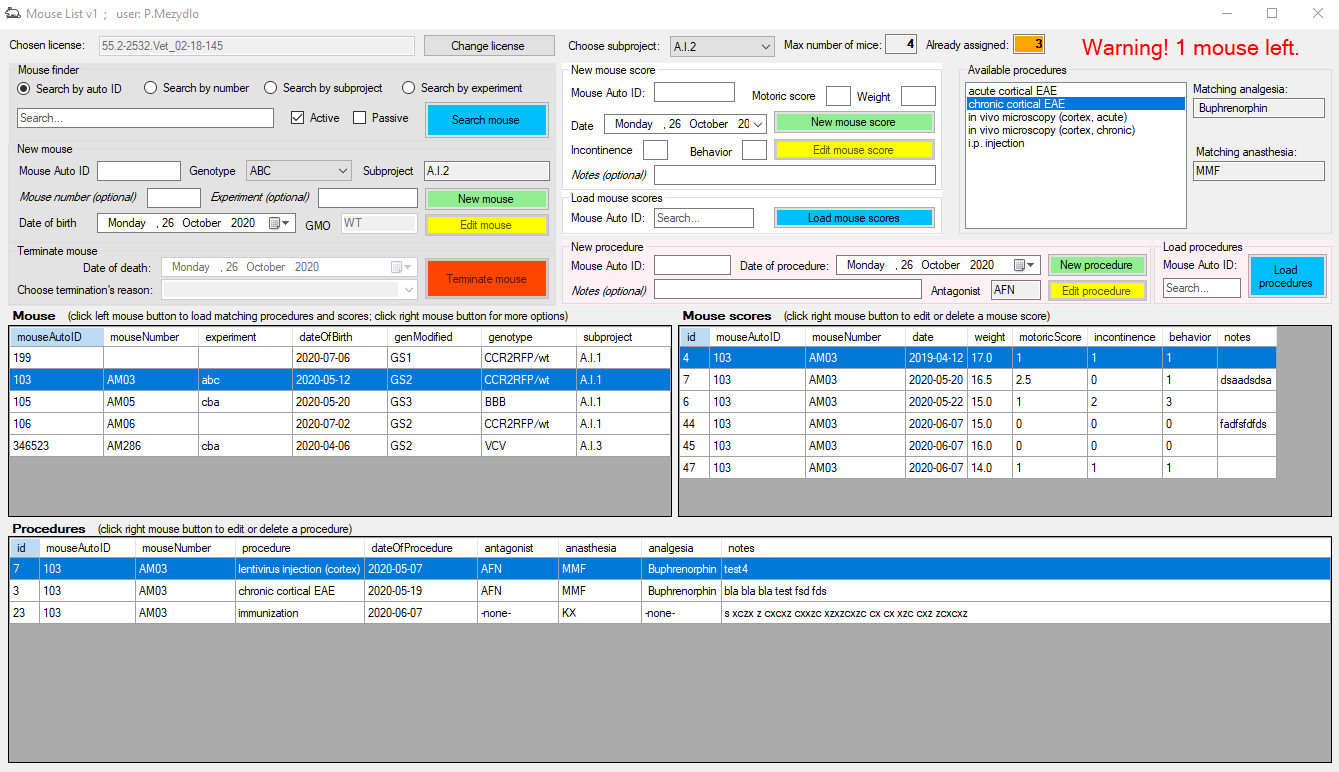 Mouse List v1 ; user: P.Mezydlo
Chosen license: 55.2-2532.Vet_02-18-145 Change license Choose subproject: A.I.2 Max number of mice: 4 Already assigned: 3 Warning! 1 mouse left.
Mouse finder
Search by auto ID Search by number Search by subproject Search by experiment
Search... Active Passive Search mouse
New mouse
Mouse Auto ID Genotype ABC Subproject A.I.2
Mouse number (optional) Experiment (optional) New mouse
Date of birth Monday , 26 October 2020 GMO WT Edit mouse
Terminate mouse
Date of death: Monday , 26 October 2020
Choose termination's reason: Terminate mouse
New mouse score
Mouse Auto ID: Motoric score Weight
Date Monday , 26 October 20 New mouse score
Incontinence Behavior Edit mouse score
Notes (optional)
Load mouse scores
Mouse Auto ID: Search... Load mouse scores
Available procedures
acute cortical EAE
chronic cortical EAE
in vivo microscopy (cortex, acute)
in vivo microscopy (cortex, chronic)
i.p. injection
Matching analgesia:
Buphrenorphin
Matching anasthesia:
MMF
New procedure
Mouse Auto ID: Date of procedure: Monday , 26 October 2020 New procedure
Notes (optional) Antagonist AFN Edit procedure
Load procedures
Mouse Auto ID:
Search...
Load
procedures
Mouse (click left mouse button to load matching procedures and scores; click right mouse button for more options)
mouseAutoID mouseNumber experiment dateOfBirth genModified genotype subproject
199 2020-07-06 GS1 CCR2RFP/wt A.I.1
103 AM03 abc 2020-05-12 GS2 CCR2RFP/wt A.I.1
105 AM05 cba 2020-05-20 GS3 BBB A.I.1
106 AM06 2020-07-02 GS2 CCR2RFP/wt A.I.1
346523 AM286 cba 2020-04-06 GS2 VCV A.I.3
Mouse scores (click right mouse button to edit or delete a mouse score)
id mouseAutoID mouseNumber date weight motoricScore incontinence behavior notes
4 103 AM03 2019-04-12 17.0 1 1 1
7 103 AM03 2020-05-20 16.5 2.5 0 1 dsaadsdsa
6 103 AM03 2020-05-22 15.0 1 2 3
44 103 AM03 2020-06-07 15.0 0 0 0 fadfsfdfds
45 103 AM03 2020-06-07 16.0 0 0 0
47 103 AM03 2020-06-07 14.0 1 1 1
Procedures (click right mouse button to edit or delete a procedure)
id mouseAutoID mouseNumber procedure dateOfProcedure antagonist anasthesia analgesia notes
7 103 AM03 lentivirus injection (cortex) 2020-05-07 AFN MMF Buphrenorphin test4
3 103 AM03 chronic cortical EAE 2020-05-19 AFN MMF Buphrenorphin bla bla bla test fsd fds
23 103 AM03 immunization 2020-06-07 -none- KX -none- s xczx z cxcxz cxxzc xzxzcxzc cx cx xzc cxz zcxcxz